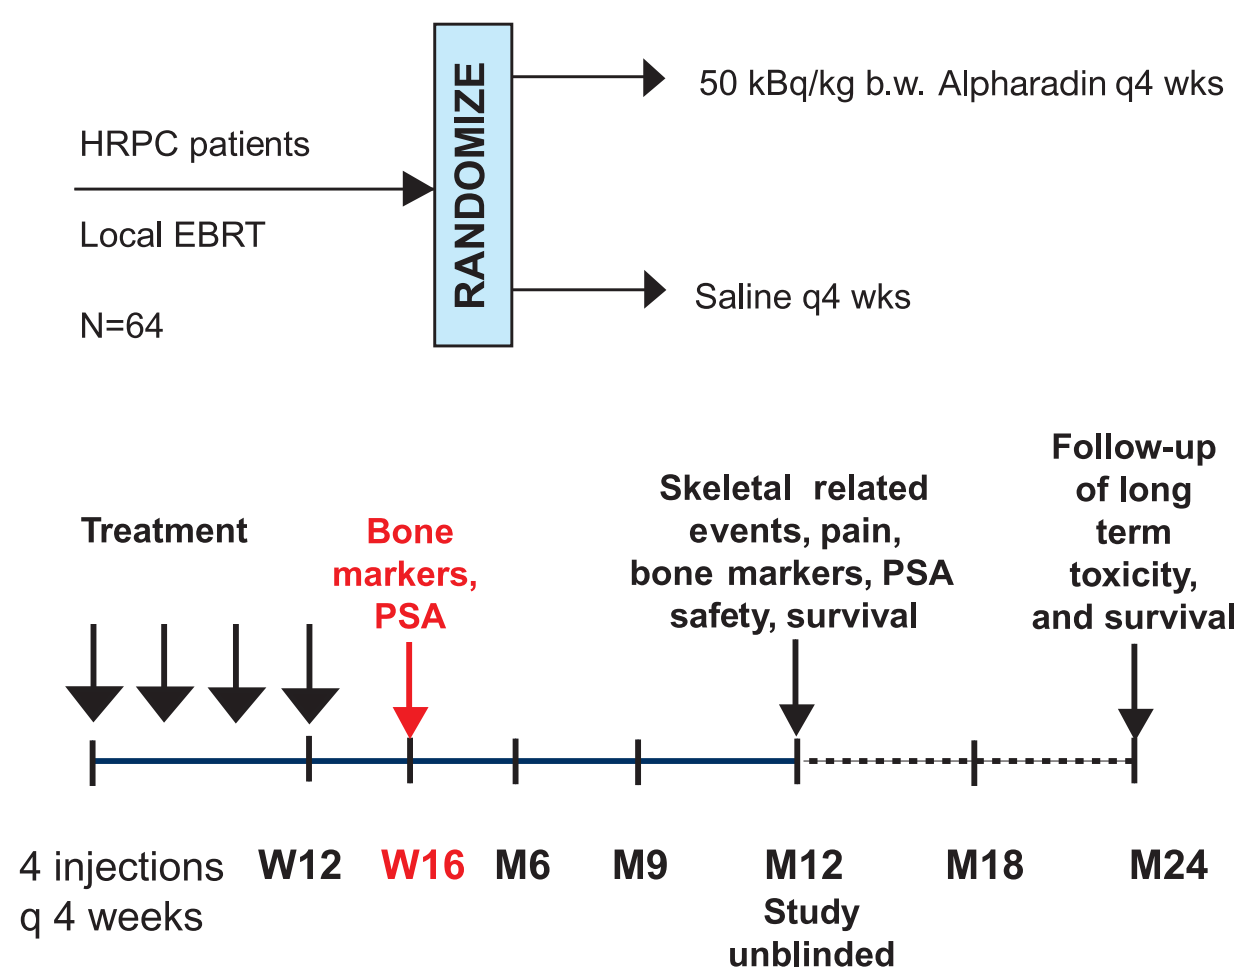 HRPC patients
Local EBRT
N=64
RANDOMIZE
50 kBq/kg b.w. Alpharadin q4 wks
Saline q4 wks
Treatment
Bone
markers,
PSA
Skeletal related
events, pain,
bone markers, PSA
safety, survival
Follow-up
of long
term
toxicity,
and survival
4 injections
q 4 weeks
W12
W16
M6
M9
M12
Study
unblinded
M18
M24